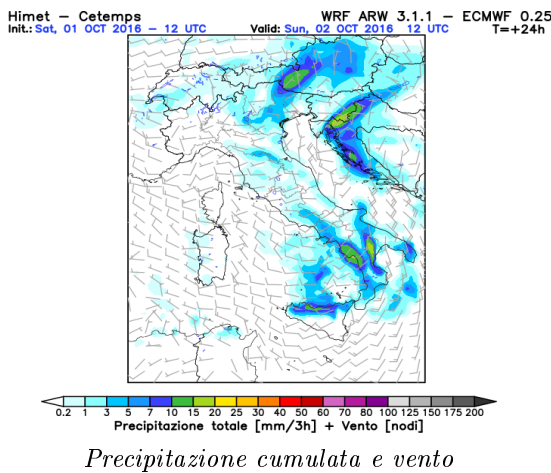 Himet – Cetemps WRF ARW 3.1.1 – ECMWF 0.25
Init.: Sat, 01 OCT 2016 – 12 UTC Valid: Sun, 02 OCT 2016 12 UTC T=+24h
0.2 1 3 5 7 10 15 20 25 30 40 50 60 70 80 100 125 150 175 200
Precipitazione totale [mm/3h] + Vento [nodi]
Precipitazione cumulata e vento